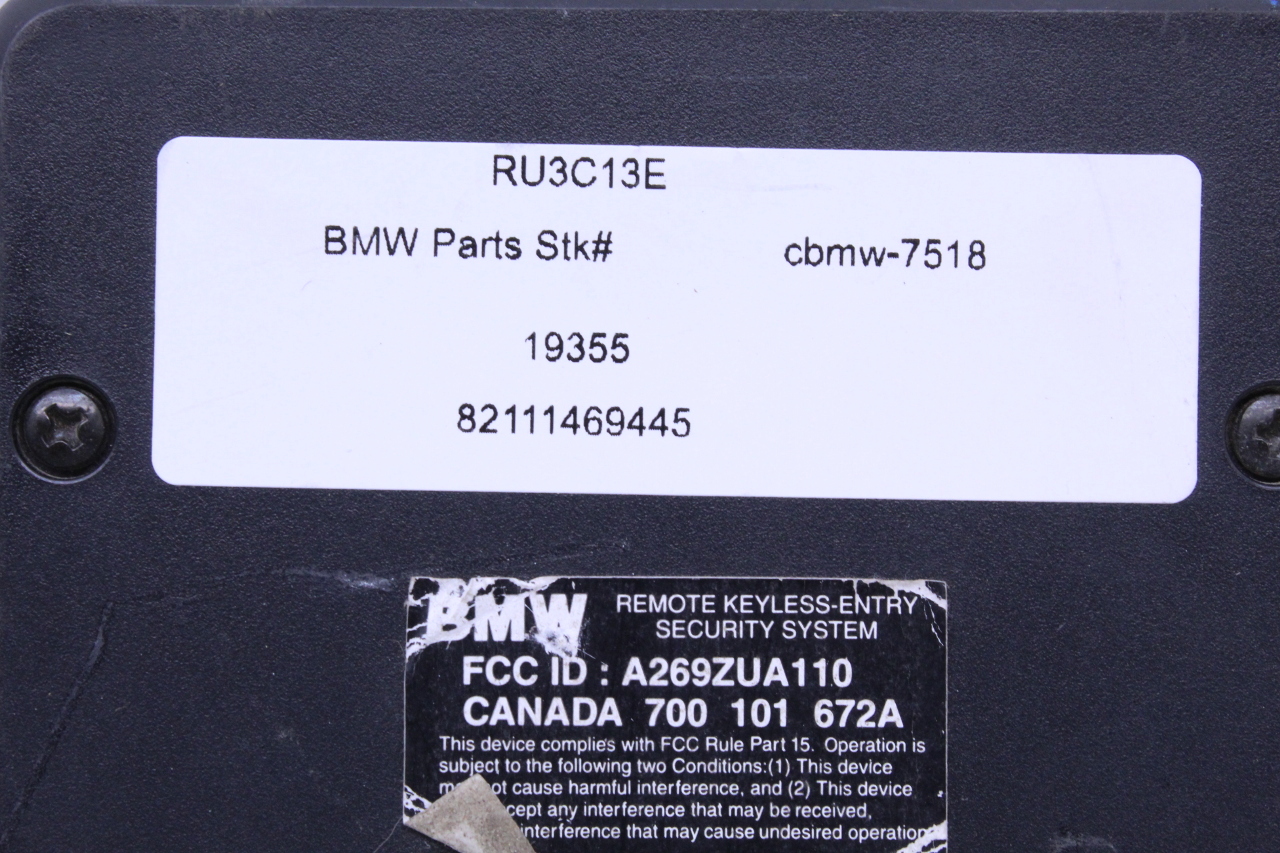 RU3C13E
BMW Parts Stk# cbmw-7518
19355
82111469445
BMW REMOTE KEYLESS-ENTRY
SECURITY SYSTEM
FCC ID : A269ZUA110
CANADA 700 101 672A
This device complies with FCC Rule Part 15. Operation is
subject to the following two Conditions:(1) This device
cause harmful interference, and (2) This device
any interference that may be received,
interference that may cause undesired operation